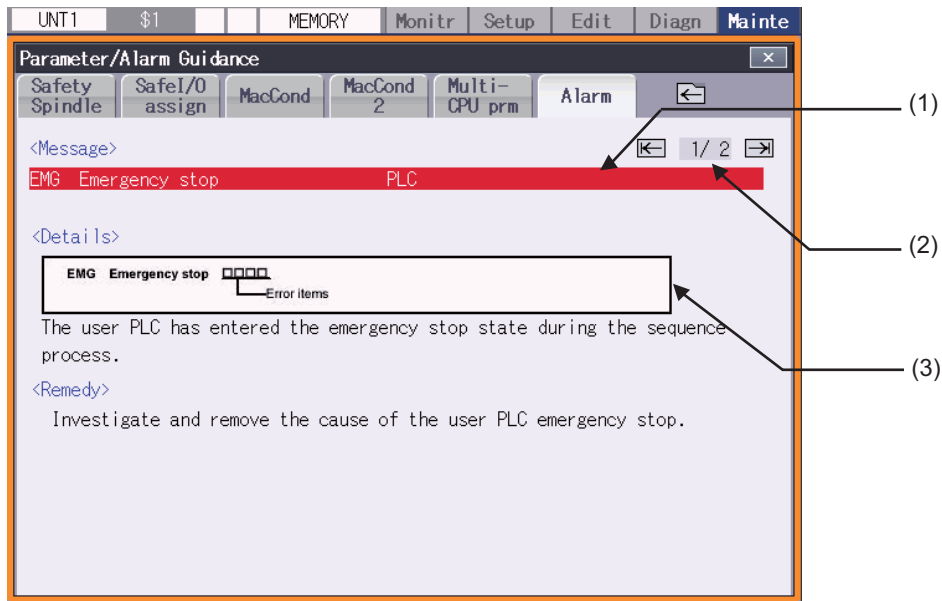 UNT1 $1 MEMORY Monitr Setup Edit Diagn Mainte
Parameter/Alarm Guidance
Safety Spindle
SafeI/O assign
MacCond
MacCond 2
Multi-CPU prm
Alarm
(1)
<Message> 1/ 2
EMG Emergency stop PLC
(2)
<Details>
EMG Emergency stop □□□□
Error items
The user PLC has entered the emergency stop state during the sequence
process.
(3)
<Remedy>
Investigate and remove the cause of the user PLC emergency stop.